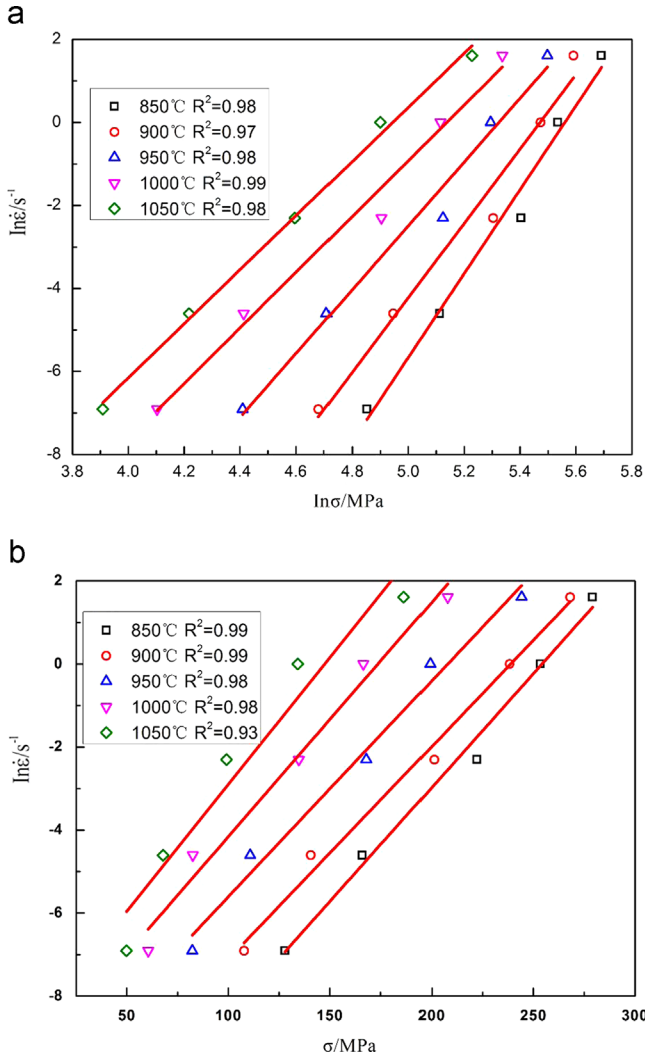 a
2
0
-2
-4
-6
-8
lnε̇/s⁻¹
850℃ R²=0.98
900℃ R²=0.97
950℃ R²=0.98
1000℃ R²=0.99
1050℃ R²=0.98
3.8 4.0 4.2 4.4 4.6 4.8 5.0 5.2 5.4 5.6 5.8
lnσ/MPa
b
2
0
-2
-4
-6
-8
lnε̇/s⁻¹
850℃ R²=0.99
900℃ R²=0.99
950℃ R²=0.98
1000℃ R²=0.98
1050℃ R²=0.93
50 100 150 200 250 300
σ/MPa